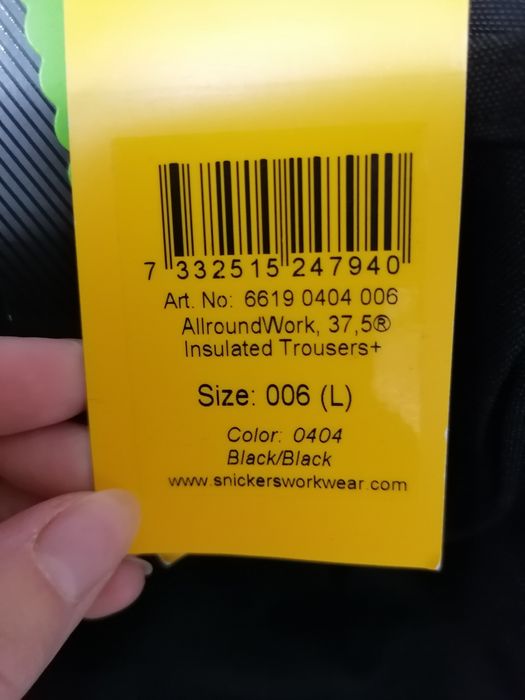 7 332515 247940
Art. No: 6619 0404 006
AllroundWork, 37,5®
Insulated Trousers+
Size: 006 (L)
Color: 0404
Black/Black
www.snickersworkwear.com